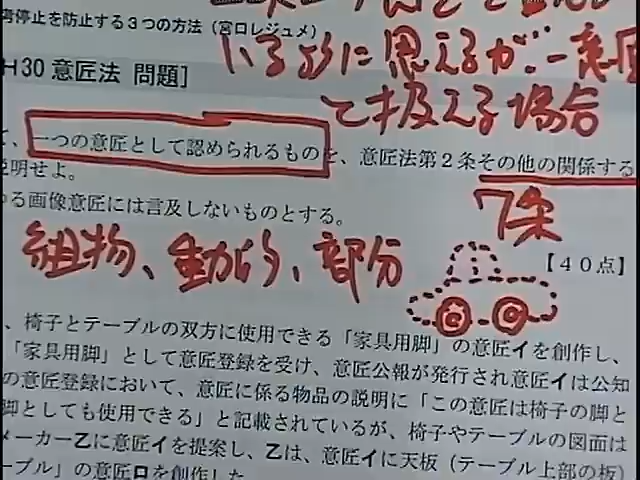 考停止を防止する３つの方法（宮口レジュメ）
いるように思えるが、一意匠
で扱える場合
H30 意匠法 問題］
て、一つの意匠として認められるものを、意匠法第２条その他の関係する
説明せよ。
ゆる画像意匠には言及しないものとする。
7条
組物、動的、部分
【４０点】
、椅子とテーブルの双方に使用できる「家具用脚」の意匠イを創作し、
「家具用脚」として意匠登録を受け、意匠公報が発行され意匠イは公知
の意匠登録において、意匠に係る物品の説明に「この意匠は椅子の脚と
脚としても使用できる」と記載されているが、椅子やテーブルの図面は
メーカー乙に意匠イを提案し、乙は、意匠イに天板（テーブル上部の板）
ーブル」の意匠ロを創作した